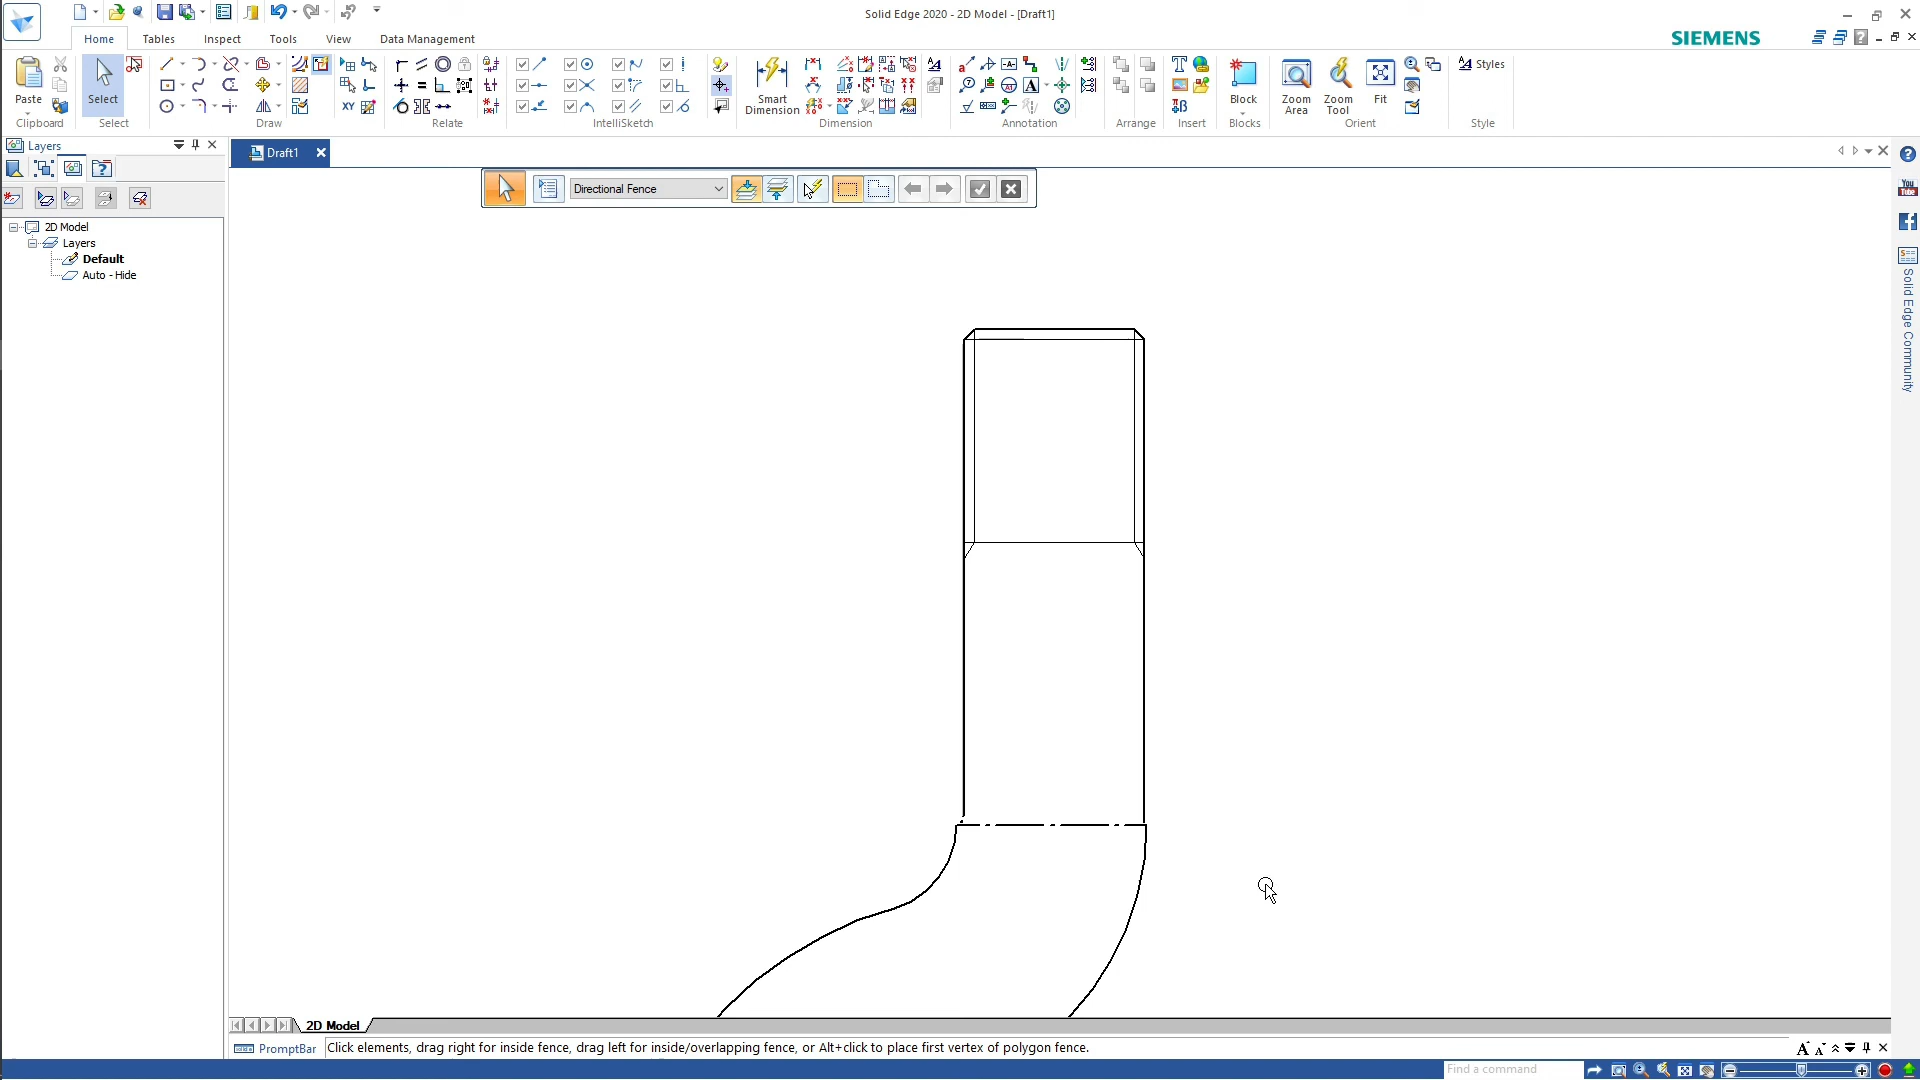 Solid Edge 2020 - 2D Model - [Draft1]
Home
Tables
Inspect
Sketch
Tools
View
Data Management
SIEMENS
Paste
Select
Smart
Dimension
Block
Zoom
Area
Zoom
Tool
Fit
Styles
Clipboard
Select
Draw
Relate
IntelliSketch
Dimension
Annotation
Arrange
Insert
Blocks
Orient
Style
XY
Layers
Draft1
Directional Fence
2D Model
Layers
Default
Auto - Hide
You
Solid Edge Community
2D Model
PromptBar
Click elements, drag right for inside fence, drag left for inside/overlapping fence, or Alt+click to place first vertex of polygon fence.
Find a command